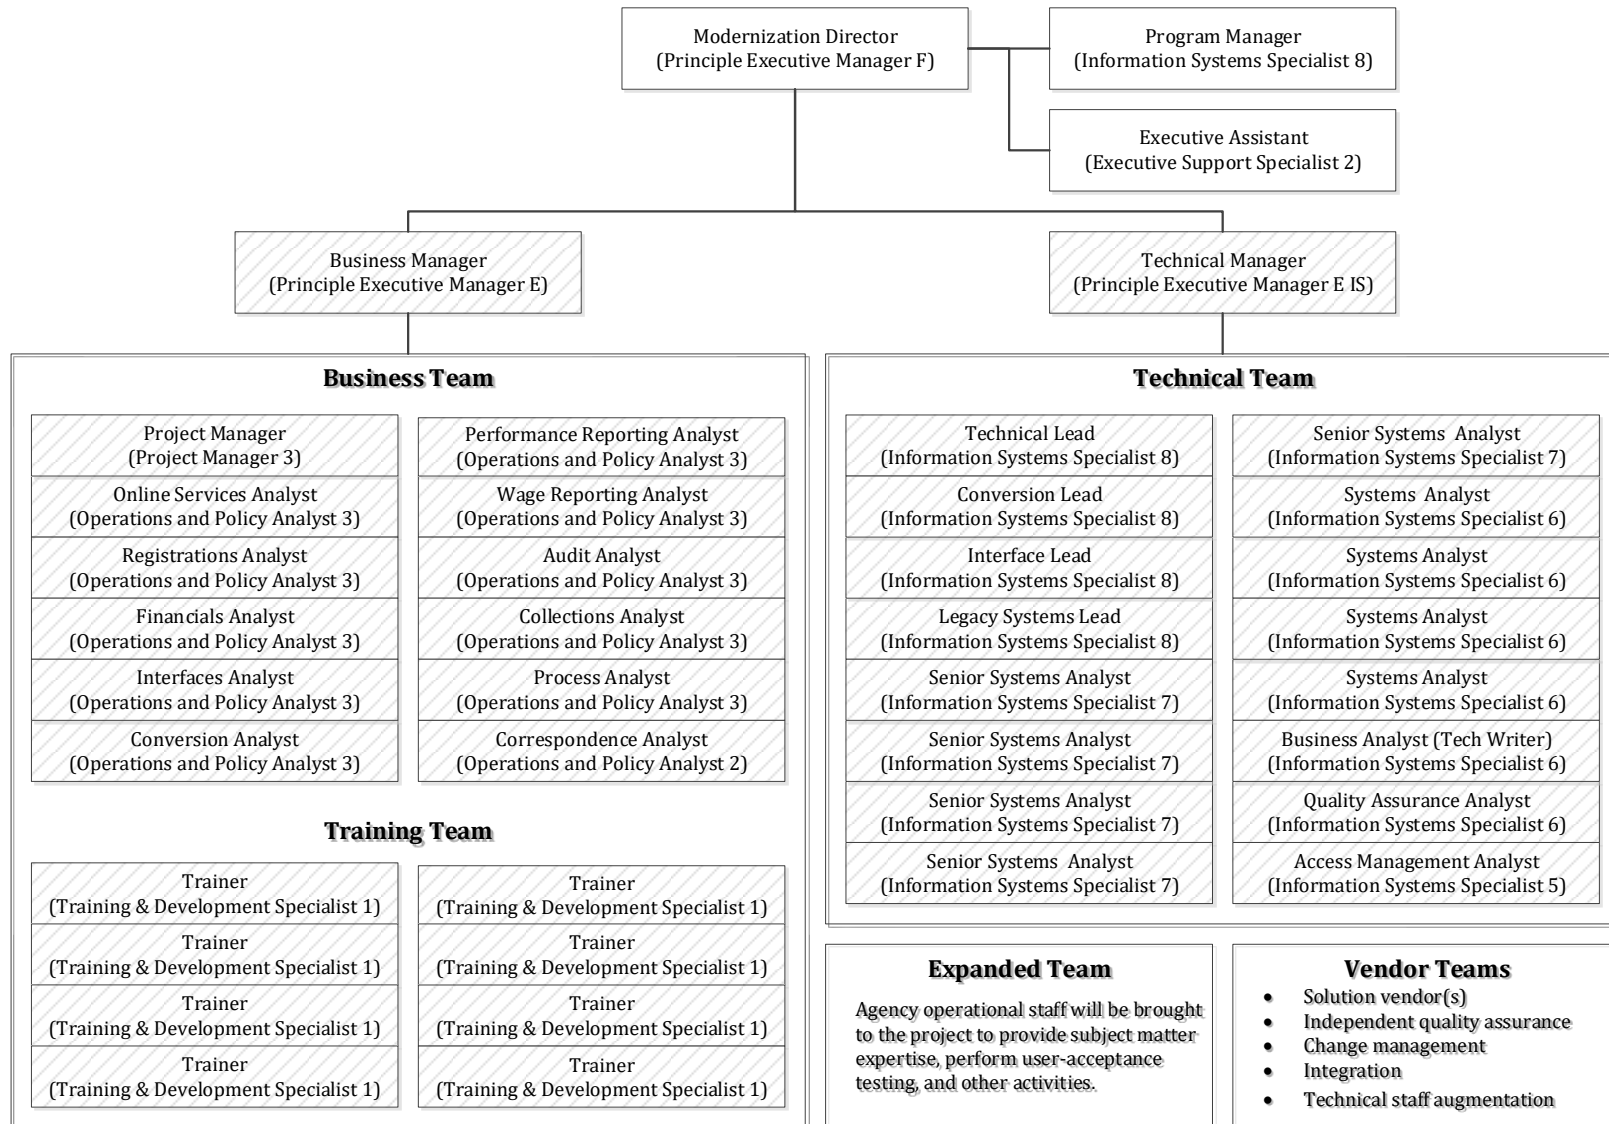 Modernization Director
(Principle Executive Manager F)
Program Manager
(Information Systems Specialist 8)
Executive Assistant
(Executive Support Specialist 2)
Business Manager
(Principle Executive Manager E)
Technical Manager
(Principle Executive Manager E IS)
Business Team
Project Manager
(Project Manager 3)
Online Services Analyst
(Operations and Policy Analyst 3)
Registrations Analyst
(Operations and Policy Analyst 3)
Financials Analyst
(Operations and Policy Analyst 3)
Interfaces Analyst
(Operations and Policy Analyst 3)
Conversion Analyst
(Operations and Policy Analyst 3)
Performance Reporting Analyst
(Operations and Policy Analyst 3)
Wage Reporting Analyst
(Operations and Policy Analyst 3)
Audit Analyst
(Operations and Policy Analyst 3)
Collections Analyst
(Operations and Policy Analyst 3)
Process Analyst
(Operations and Policy Analyst 3)
Correspondence Analyst
(Operations and Policy Analyst 2)
Training Team
Trainer
(Training & Development Specialist 1)
Trainer
(Training & Development Specialist 1)
Trainer
(Training & Development Specialist 1)
Trainer
(Training & Development Specialist 1)
Trainer
(Training & Development Specialist 1)
Trainer
(Training & Development Specialist 1)
Trainer
(Training & Development Specialist 1)
Trainer
(Training & Development Specialist 1)
Technical Team
Technical Lead
(Information Systems Specialist 8)
Conversion Lead
(Information Systems Specialist 8)
Interface Lead
(Information Systems Specialist 8)
Legacy Systems Lead
(Information Systems Specialist 8)
Senior Systems Analyst
(Information Systems Specialist 7)
Senior Systems Analyst
(Information Systems Specialist 7)
Senior Systems Analyst
(Information Systems Specialist 7)
Senior Systems Analyst
(Information Systems Specialist 7)
Senior Systems Analyst
(Information Systems Specialist 7)
Systems Analyst
(Information Systems Specialist 6)
Systems Analyst
(Information Systems Specialist 6)
Systems Analyst
(Information Systems Specialist 6)
Systems Analyst
(Information Systems Specialist 6)
Business Analyst (Tech Writer)
(Information Systems Specialist 6)
Quality Assurance Analyst
(Information Systems Specialist 6)
Access Management Analyst
(Information Systems Specialist 5)
Expanded Team
Agency operational staff will be brought
to the project to provide subject matter
expertise, perform user-acceptance
testing, and other activities.
Vendor Teams
• Solution vendor(s)
• Independent quality assurance
• Change management
• Integration
• Technical staff augmentation